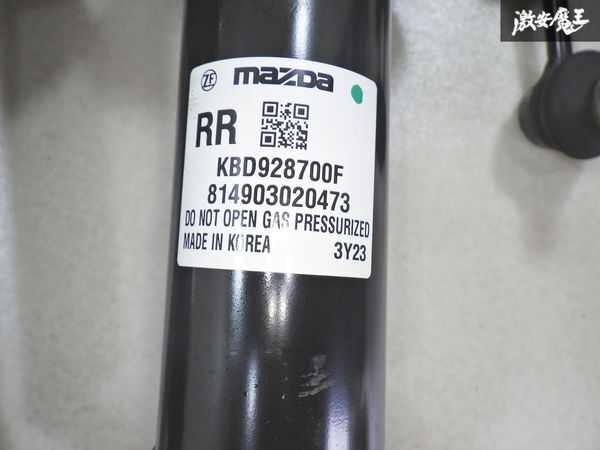 激安魔王
ZF mazda
RR
KBD928700F
814903020473
DO NOT OPEN GAS PRESSURIZED
MADE IN KOREA 3Y23